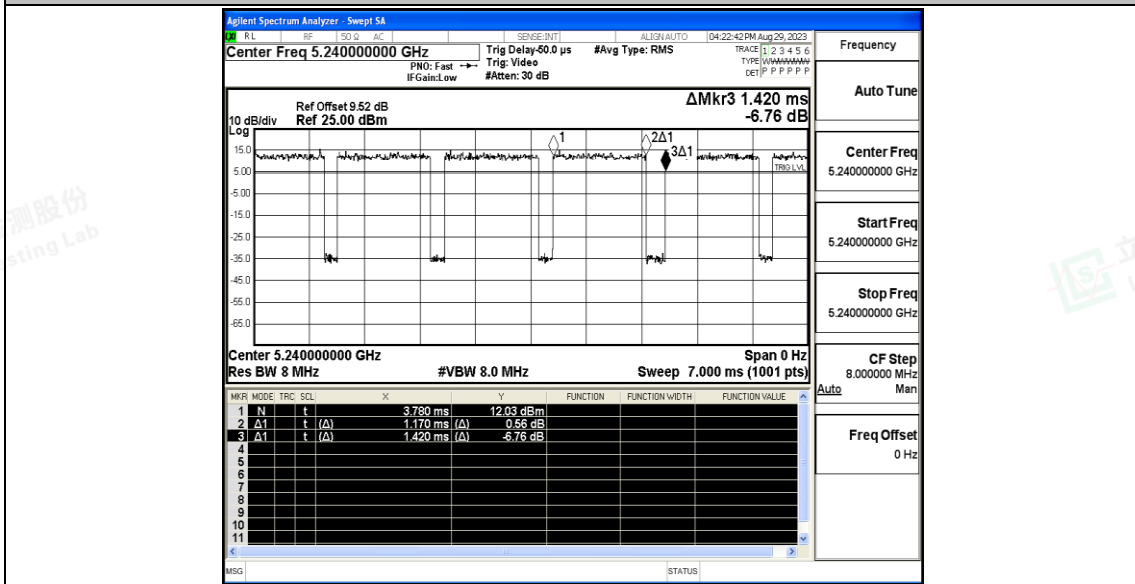 Agilent Spectrum Analyzer - Swept SA
RL RF 50 Ω AC SENSE:INT ALIGN AUTO 04:22:42 PM Aug 29, 2023
Center Freq 5.240000000 GHz
PNO: Fast
IFGain:Low
Trig Delay-50.0 µs
Trig: Video
#Atten: 30 dB
#Avg Type: RMS
TRACE 1 2 3 4 5 6
TYPE
DET P P P P P P
ΔMkr3 1.420 ms
-6.76 dB
Ref Offset 9.52 dB
10 dB/div Ref 25.00 dBm
Log
15.0
5.00
-5.00
-15.0
-25.0
-35.0
-45.0
-55.0
-65.0
1
2Δ1
3Δ1
TRIG LVL
Center 5.240000000 GHz Span 0 Hz
Res BW 8 MHz #VBW 8.0 MHz Sweep 7.000 ms (1001 pts)
MKR MODE TRC SCL X Y FUNCTION FUNCTION WIDTH FUNCTION VALUE
1 N t 3.780 ms 12.03 dBm
2 Δ1 t (Δ) 1.170 ms (Δ) 0.56 dB
3 Δ1 t (Δ) 1.420 ms (Δ) -6.76 dB
4
5
6
7
8
9
10
11
MSG STATUS
Frequency
Auto Tune
Center Freq
5.240000000 GHz
Start Freq
5.240000000 GHz
Stop Freq
5.240000000 GHz
CF Step
8.000000 MHz
Auto Man
Freq Offset
0 Hz
测股份
sting Lab
立